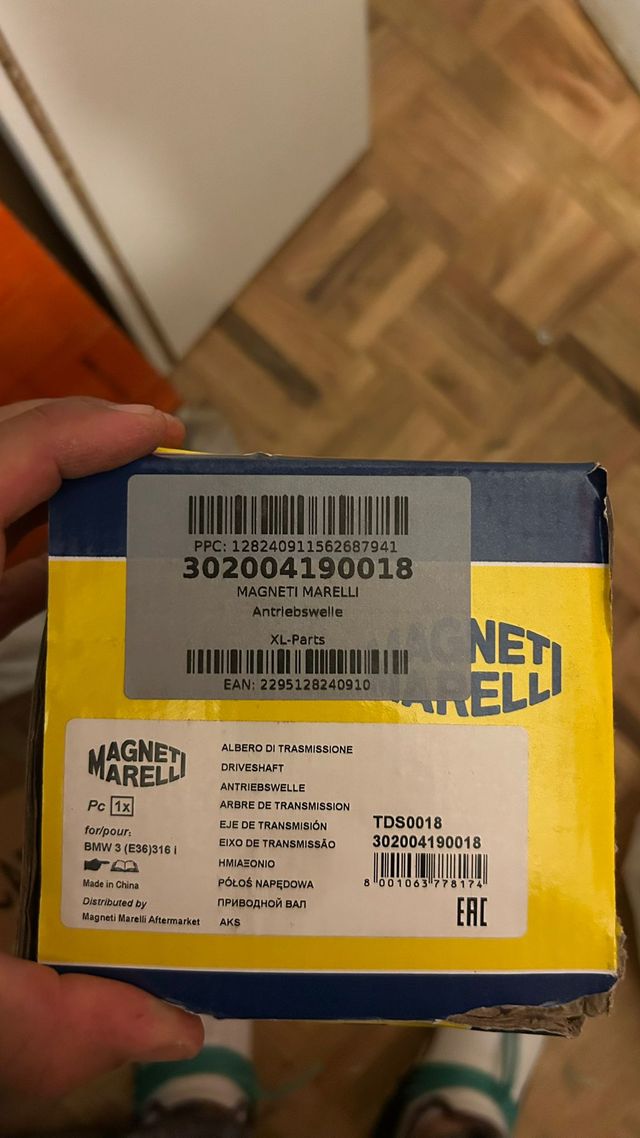 PPC: 128240911562687941
302004190018
MAGNETI MARELLI
Antriebswelle
XL-Parts
EAN: 2295128240910
MAGNETI
MARELLI
MAGNETI
MARELLI
Pc 1x
for/pour:
BMW 3 (E36)316 i
Made in China
Distributed by
Magneti Marelli Aftermarket
ALBERO DI TRASMISSIONE
DRIVESHAFT
ANTRIEBSWELLE
ARBRE DE TRANSMISSION
EJE DE TRANSMISIÓN
EIXO DE TRANSMISSÃO
ΗΜΙΑΞΟΝΙΟ
PÓŁOŚ NAPĘDOWA
ПРИВОДНОЙ ВАЛ
AKS
TDS0018
302004190018
8 001063 778174
EAC